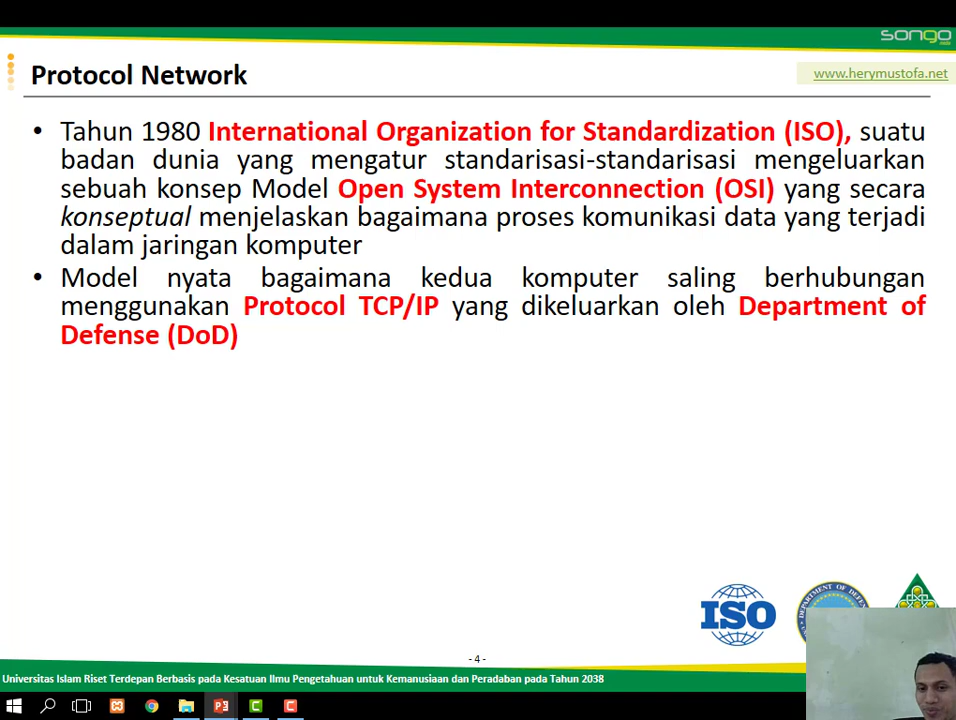 songo
Protocol Network
www.herymustofa.net
• Tahun 1980 International Organization for Standardization (ISO), suatu
badan dunia yang mengatur standarisasi-standarisasi mengeluarkan
sebuah konsep Model Open System Interconnection (OSI) yang secara
konseptual menjelaskan bagaimana proses komunikasi data yang terjadi
dalam jaringan komputer
• Model nyata bagaimana kedua komputer saling berhubungan
menggunakan Protocol TCP/IP yang dikeluarkan oleh Department of
Defense (DoD)
ISO
DEPARTMENT OF
- 4 -
Universitas Islam Riset Terdepan Berbasis pada Kesatuan Ilmu Pengetahuan untuk Kemanusiaan dan Peradaban pada Tahun 2038